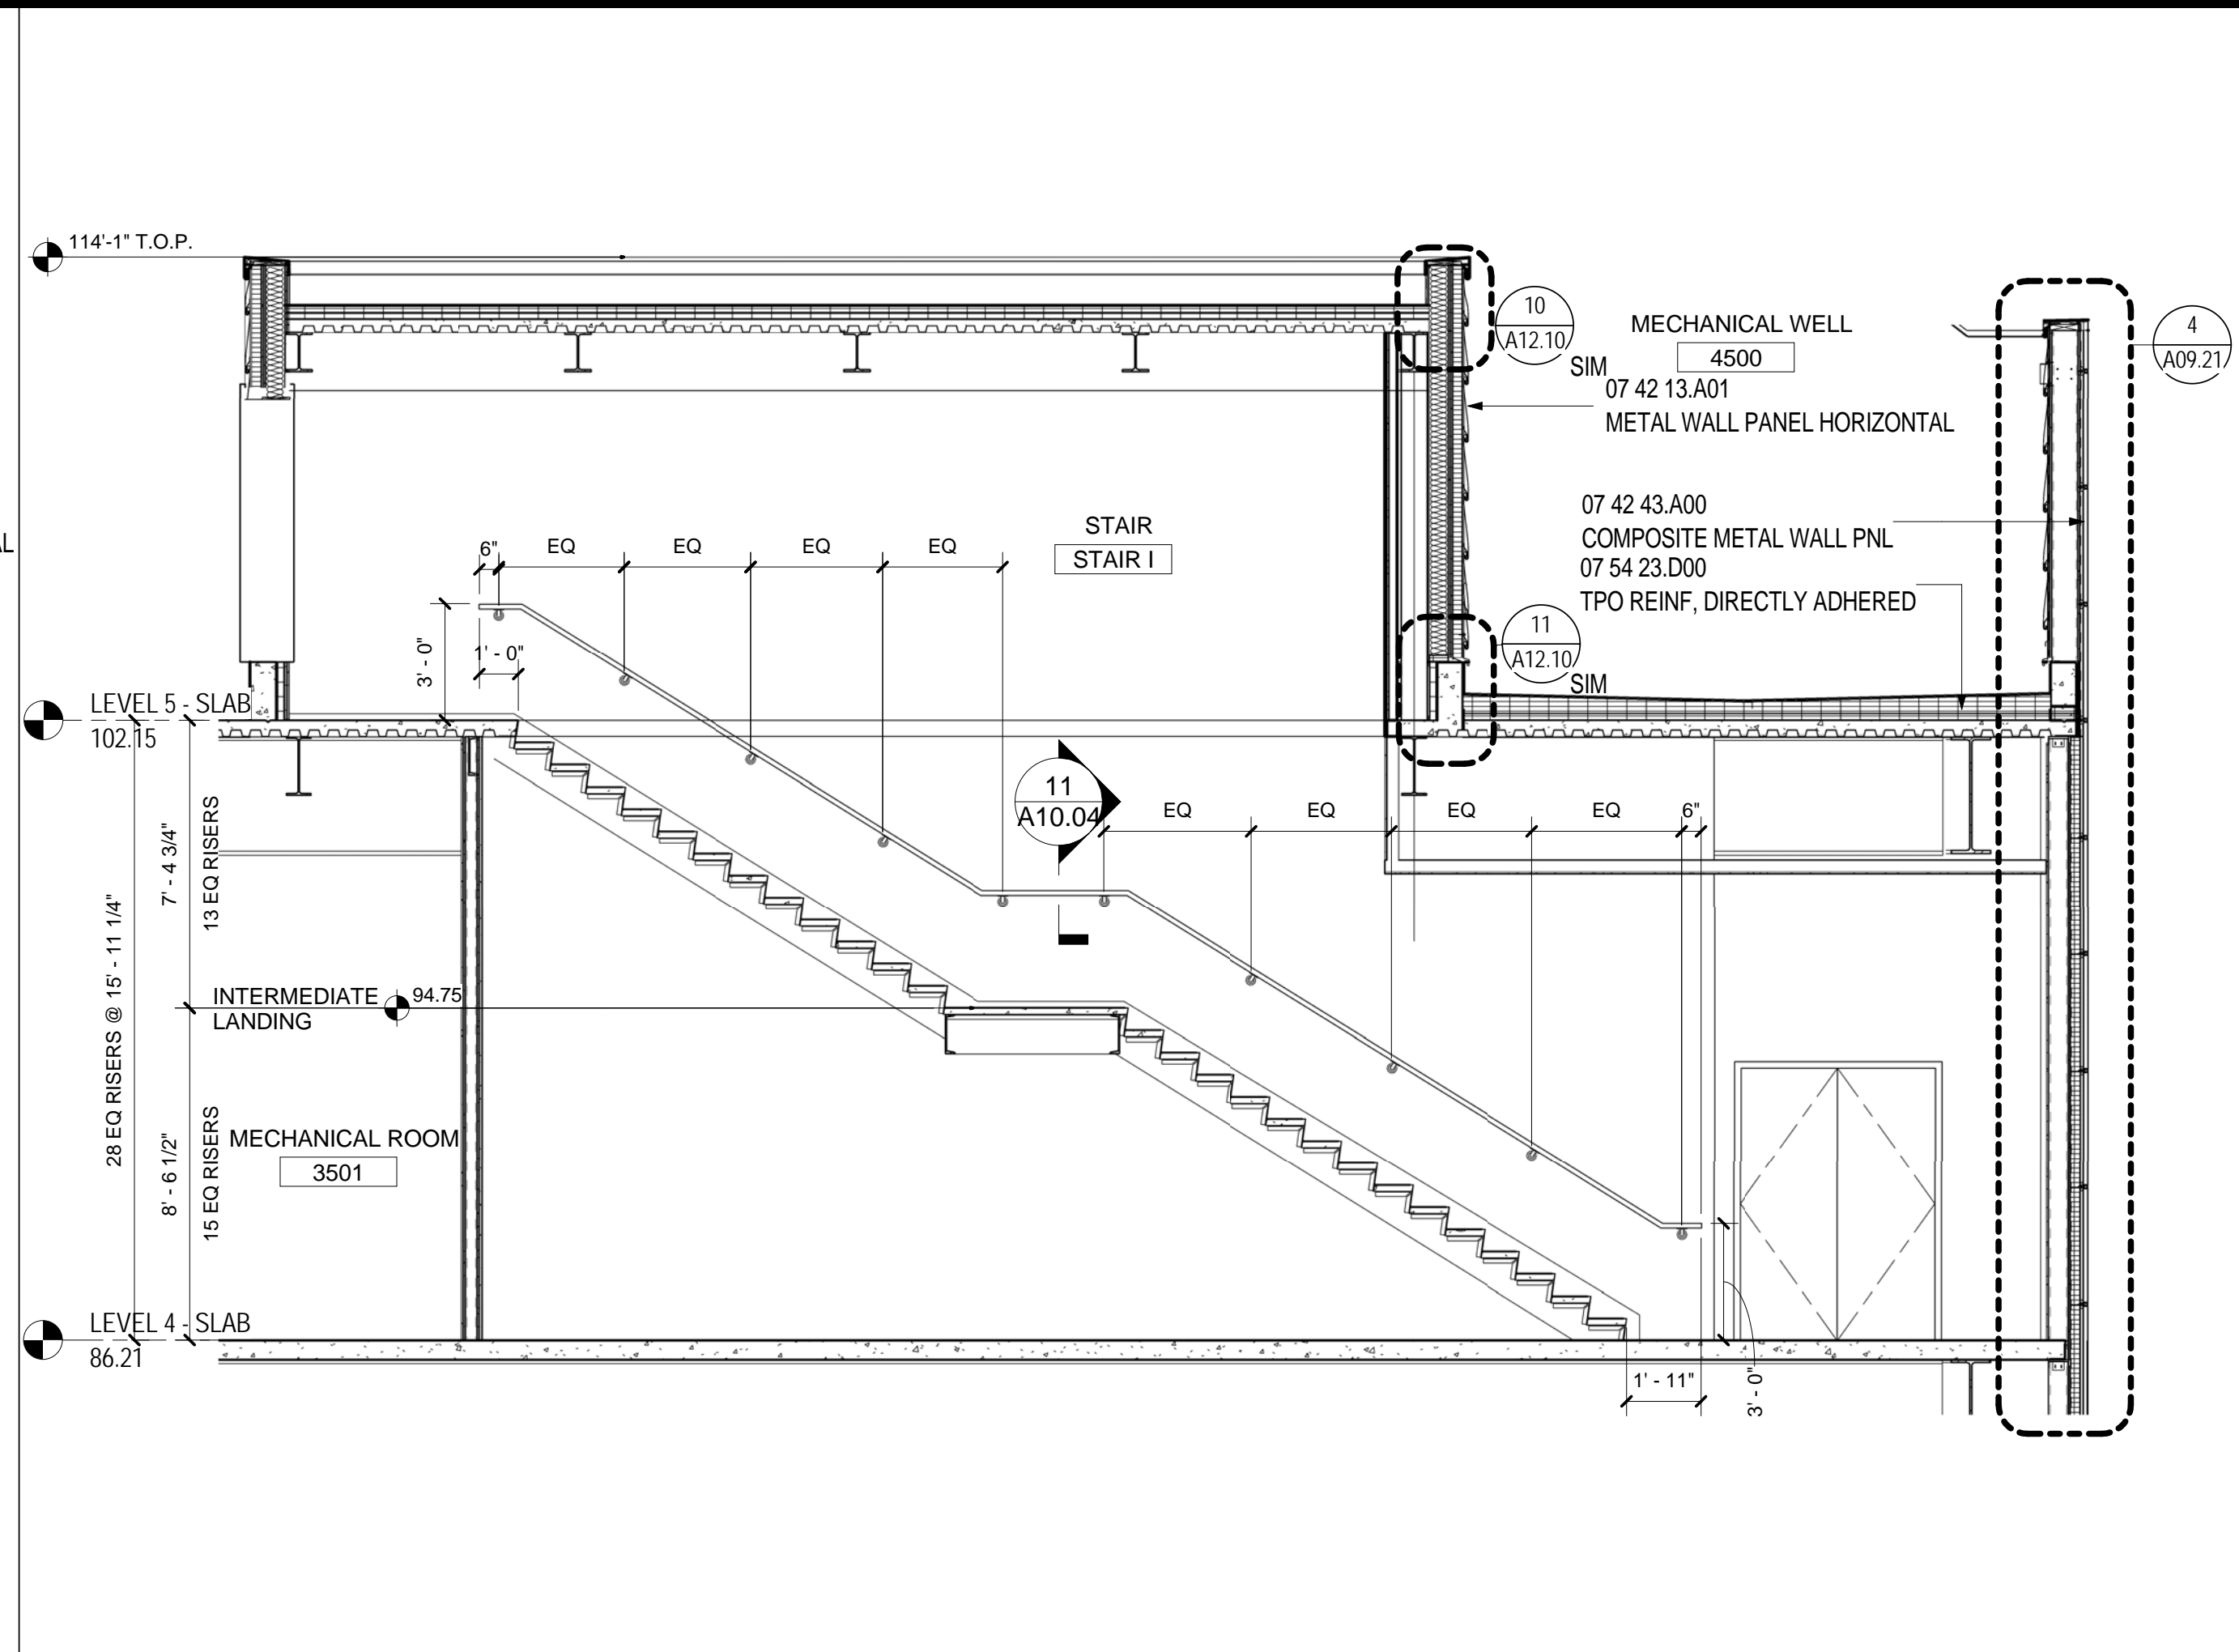 114'-1" T.O.P.
10
A12.10
SIM
MECHANICAL WELL
4500
4
A09.21
07 42 13.A01
METAL WALL PANEL HORIZONTAL
07 42 43.A00
COMPOSITE METAL WALL PNL
07 54 23.D00
TPO REINF, DIRECTLY ADHERED
AL
STAIR
STAIR I
6"
EQ
EQ
EQ
EQ
3' - 0"
1' - 0"
11
A12.10
SIM
LEVEL 5 - SLAB
102.15
11
A10.04
EQ
EQ
EQ
EQ
6"
7' - 4 3/4"
13 EQ RISERS
28 EQ RISERS @ 15' - 11 1/4"
INTERMEDIATE
LANDING
94.75
8' - 6 1/2"
15 EQ RISERS
MECHANICAL ROOM
3501
LEVEL 4 - SLAB
86.21
1' - 11"
3' - 0"